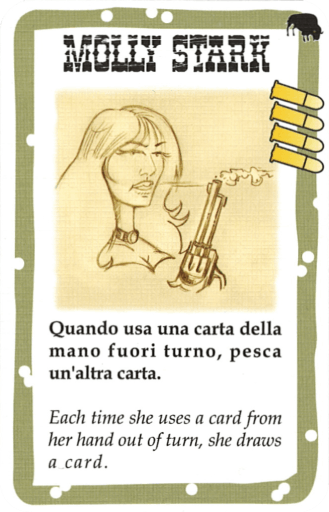 MOLLY STARK
Quando usa una carta della
mano fuori turno, pesca
un'altra carta.
Each time she uses a card from
her hand out of turn, she draws
a card.